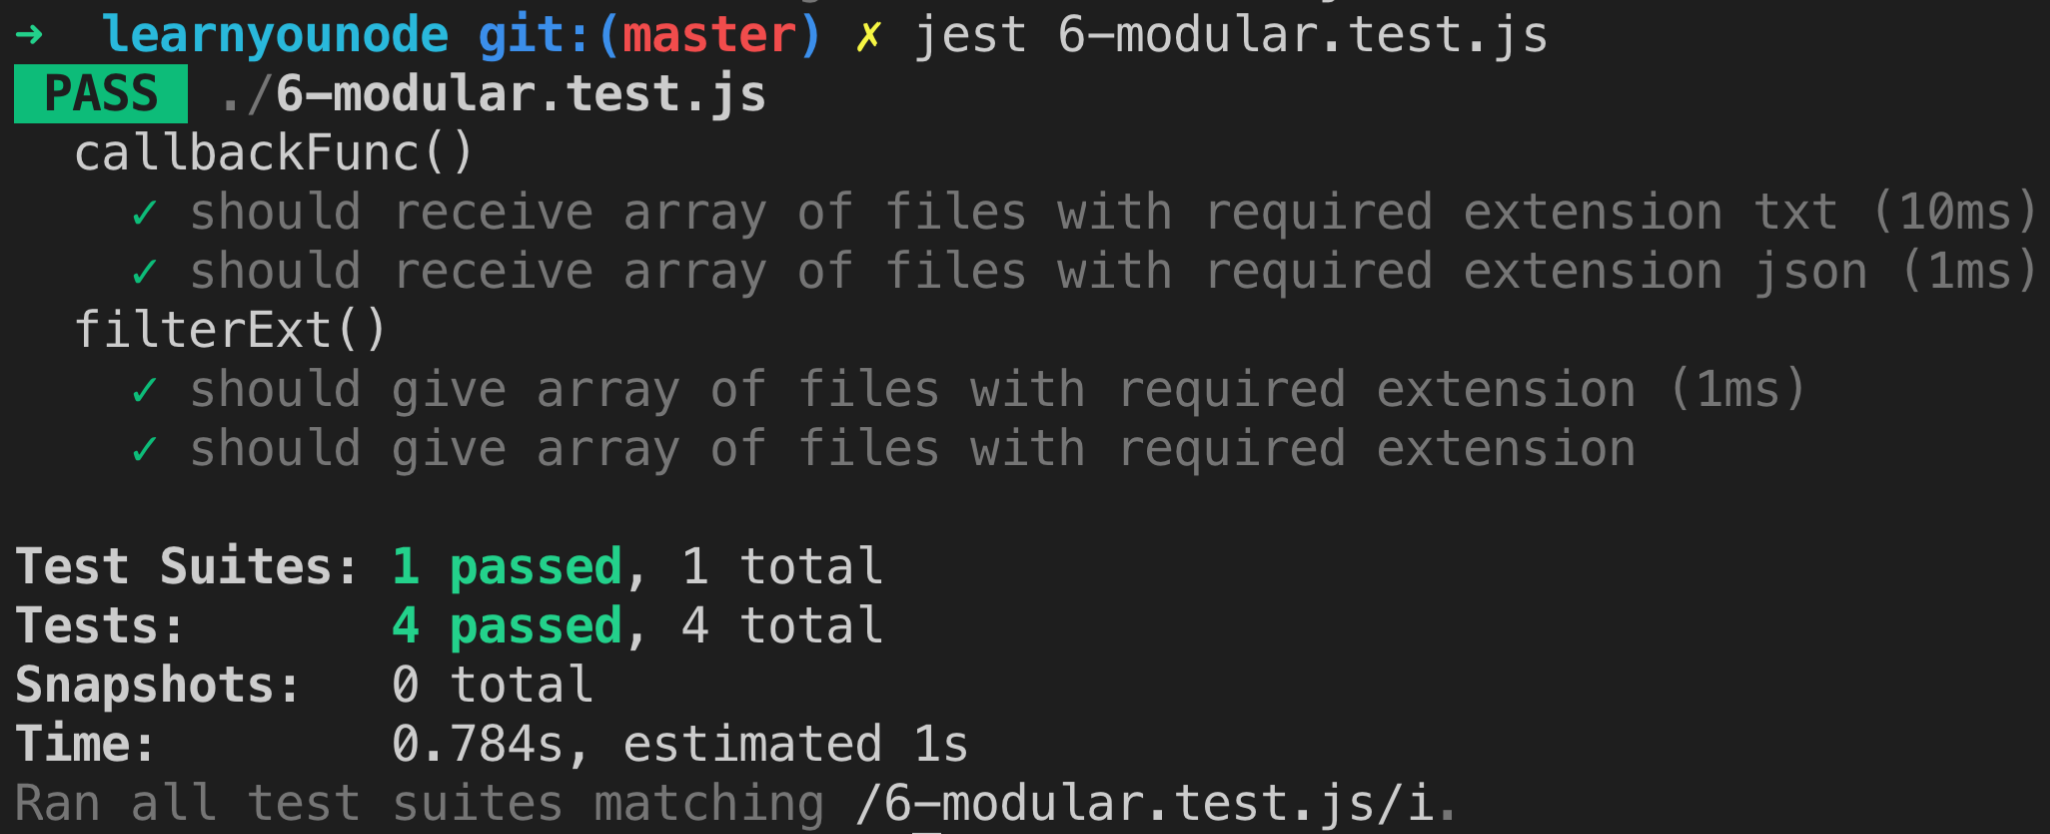 ➜  learnyounode git:(master) ✗ jest 6-modular.test.js
PASS ./6-modular.test.js
callbackFunc()
✓ should receive array of files with required extension txt (10ms)
✓ should receive array of files with required extension json (1ms)
filterExt()
✓ should give array of files with required extension (1ms)
✓ should give array of files with required extension
Test Suites: 1 passed, 1 total
Tests: 4 passed, 4 total
Snapshots: 0 total
Time: 0.784s, estimated 1s
Ran all test suites matching /6-modular.test.js/i.